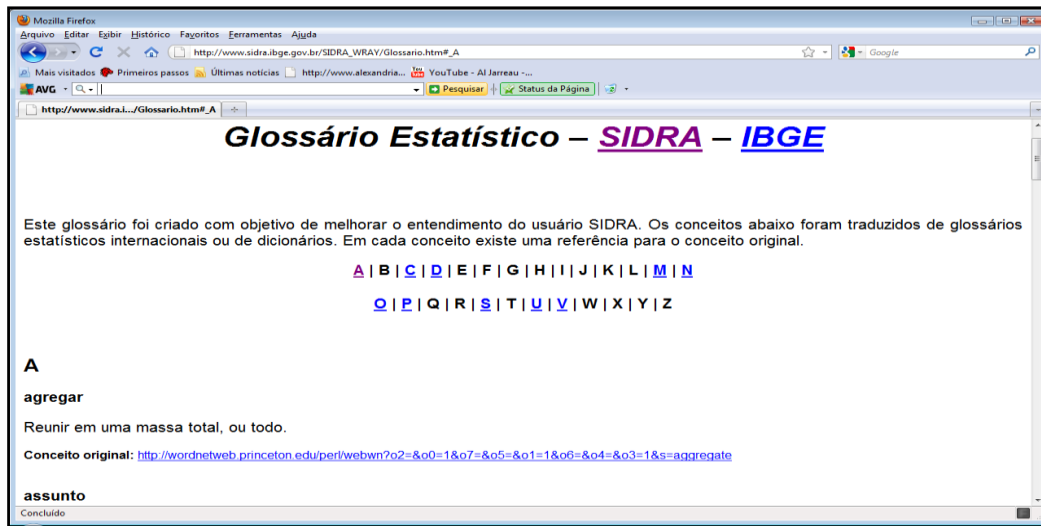 Mozilla Firefox
Arquivo Editar Exibir Histórico Favoritos Ferramentas Ajuda
http://www.sidra.ibge.gov.br/SIDRA_WRAY/Glossario.htm#_A
Google
Mais visitados Primeiros passos Últimas notícias http://www.alexandria... YouTube - Al Jarreau -...
AVG Pesquisar Status da Página
http://www.sidra.i.../Glossario.htm#_A
Glossário Estatístico – SIDRA – IBGE
Este glossário foi criado com objetivo de melhorar o entendimento do usuário SIDRA. Os conceitos abaixo foram traduzidos de glossários
estatísticos internacionais ou de dicionários. Em cada conceito existe uma referência para o conceito original.
A | B | C | D | E | F | G | H | I | J | K | L | M | N
O | P | Q | R | S | T | U | V | W | X | Y | Z
A
agregar
Reunir em uma massa total, ou todo.
Conceito original: http://wordnetweb.princeton.edu/perl/webwn?o2=&o0=1&o7=&o5=&o1=1&o6=&o4=&o3=1&s=aggregate
assunto
Concluído